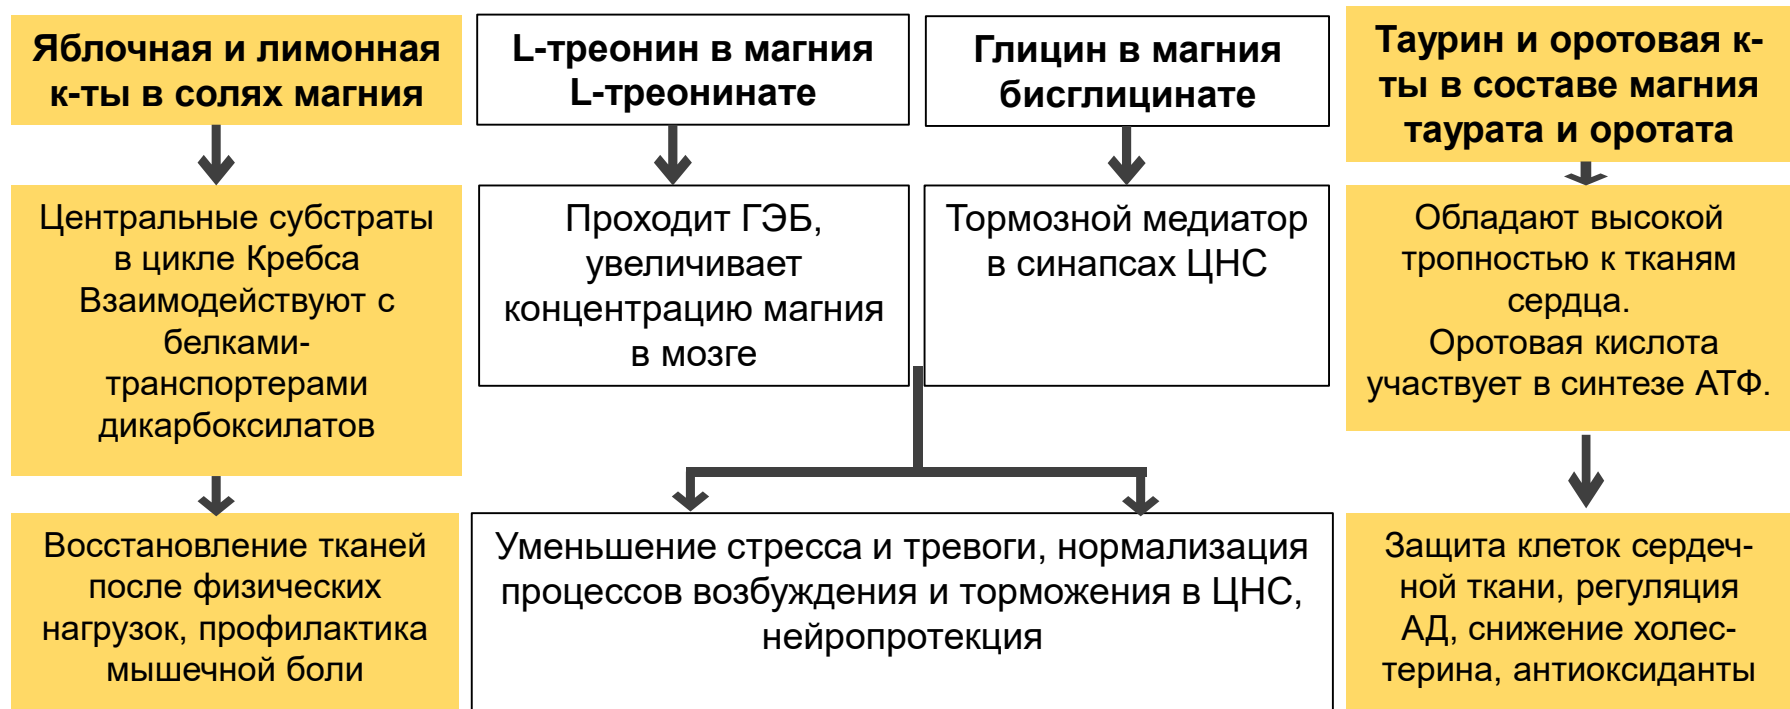 Яблочная и лимонная
к-ты в солях магния
L-треонин в магния
L-треонинате
Глицин в магния
бисглицинате
Таурин и оротовая к-
ты в составе магния
таурата и оротата
Центральные субстраты
в цикле Кребса
Взаимодействуют с
белками-
транспортерами
дикарбоксилатов
Проходит ГЭБ,
увеличивает
концентрацию магния
в мозге
Тормозной медиатор
в синапсах ЦНС
Обладают высокой
тропностью к тканям
сердца.
Оротовая кислота
участвует в синтезе АТФ.
Восстановление тканей
после физических
нагрузок, профилактика
мышечной боли
Уменьшение стресса и тревоги, нормализация
процессов возбуждения и торможения в ЦНС,
нейропротекция
Защита клеток сердеч-
ной ткани, регуляция
АД, снижение холес-
терина, антиоксиданты